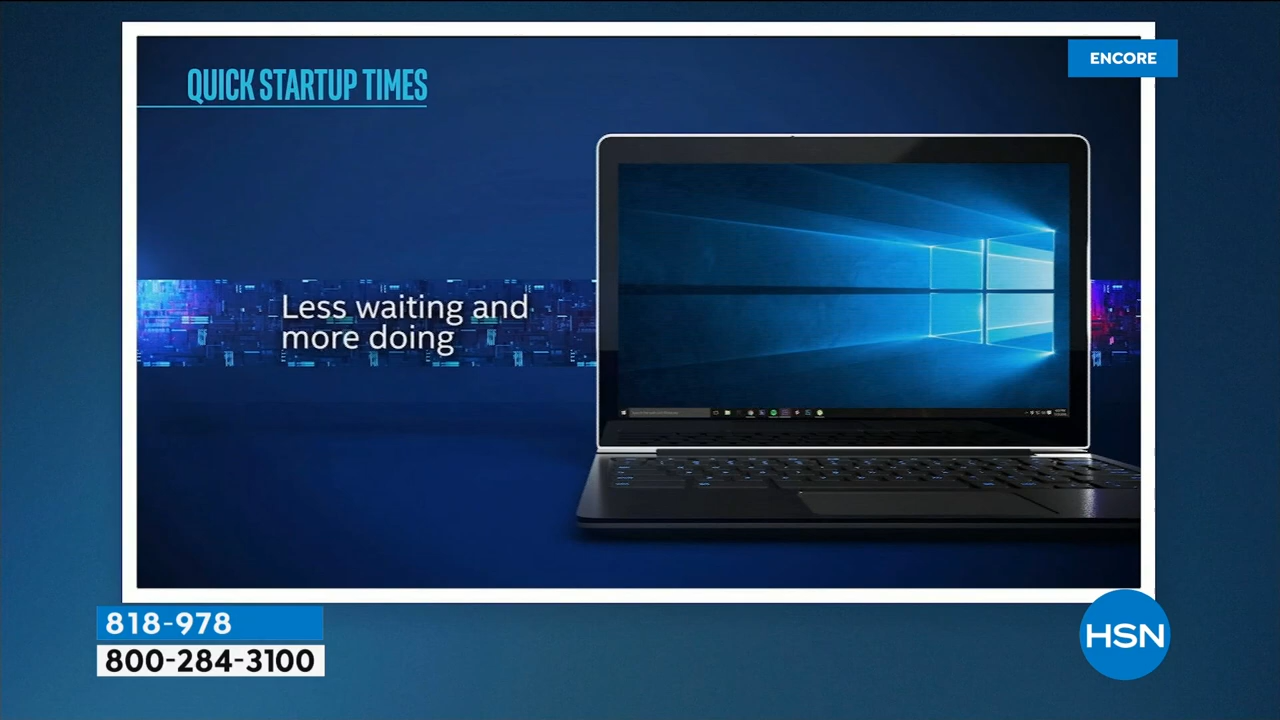 QUICK STARTUP TIMES
ENCORE
Less waiting and
more doing
818-978
800-284-3100
HSN